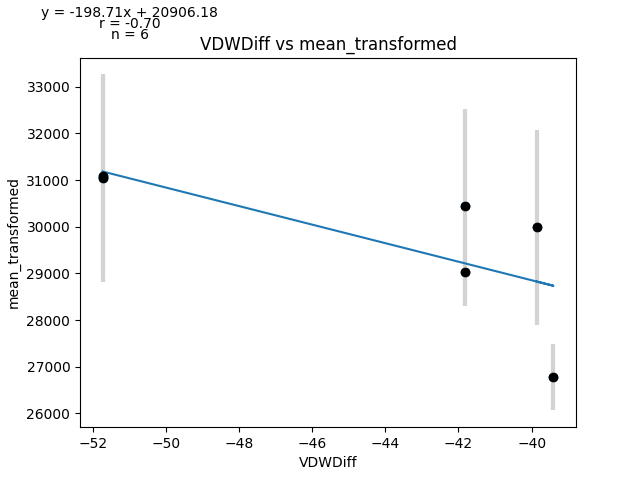 y = -198.71x + 20906.18
r = -0.70
n = 6
VDWDiff vs mean_transformed
33000
32000
31000
30000
29000
28000
27000
26000
mean_transformed
−52 −50 −48 −46 −44 −42 −40
VDWDiff